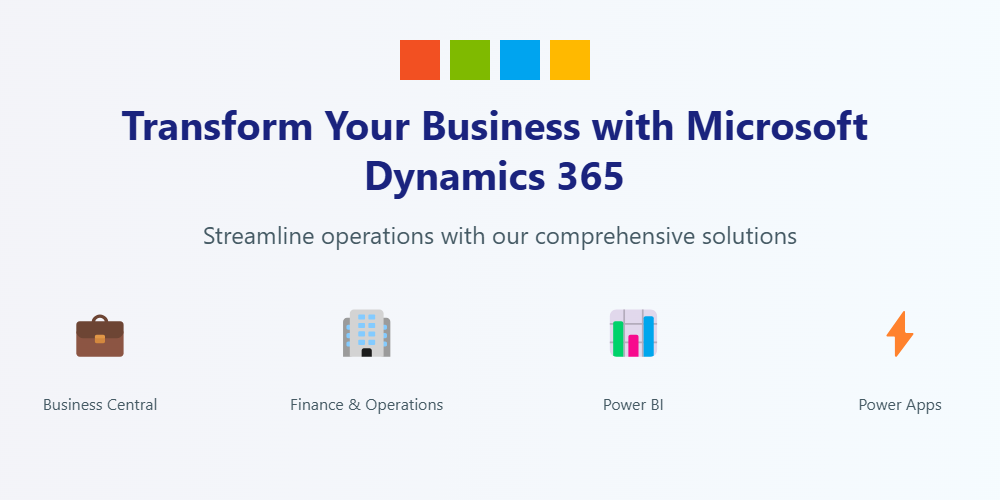 Transform Your Business with Microsoft
Dynamics 365
Streamline operations with our comprehensive solutions
Business Central
Finance & Operations
Power BI
Power Apps